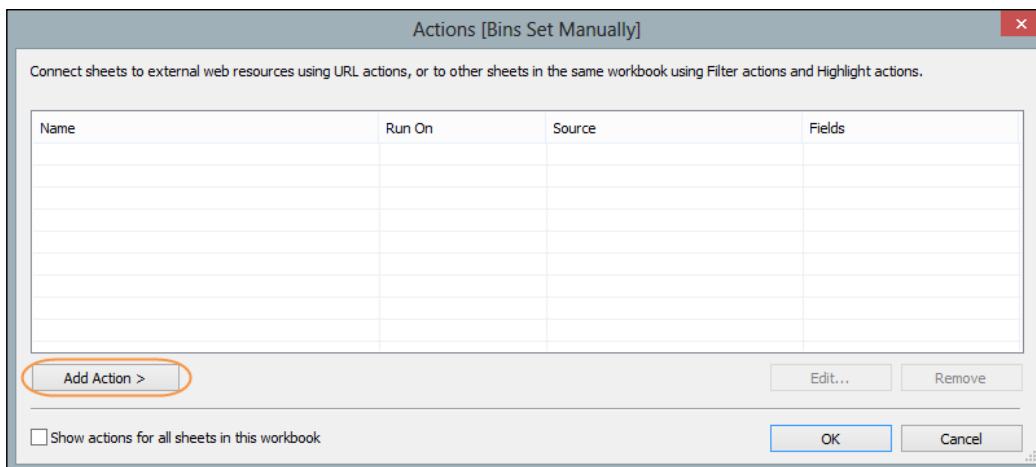 Actions [Bins Set Manually]
Connect sheets to external web resources using URL actions, or to other sheets in the same workbook using Filter actions and Highlight actions.
Name Run On Source Fields
Add Action > Edit... Remove
Show actions for all sheets in this workbook OK Cancel